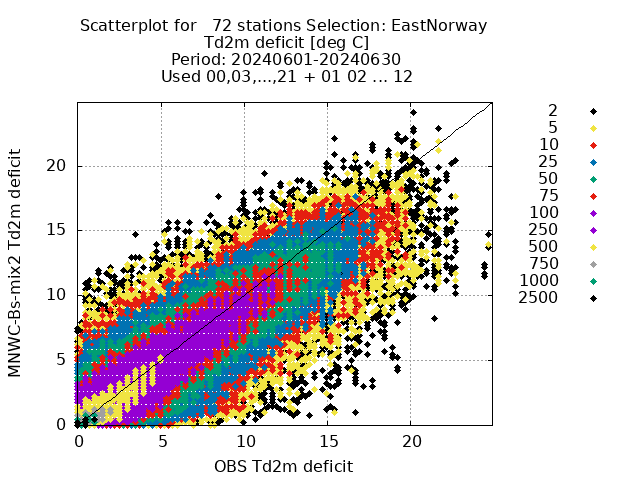 Scatterplot for   72 stations Selection: EastNorway
Td2m deficit [deg C]
Period: 20240601-20240630
Used 00,03,...,21 + 01 02 ... 12
MNWC-Bs-mix2 Td2m deficit
20
15
10
5
0
0 5 10 15 20
OBS Td2m deficit
2
5
10
25
50
75
100
250
500
750
1000
2500